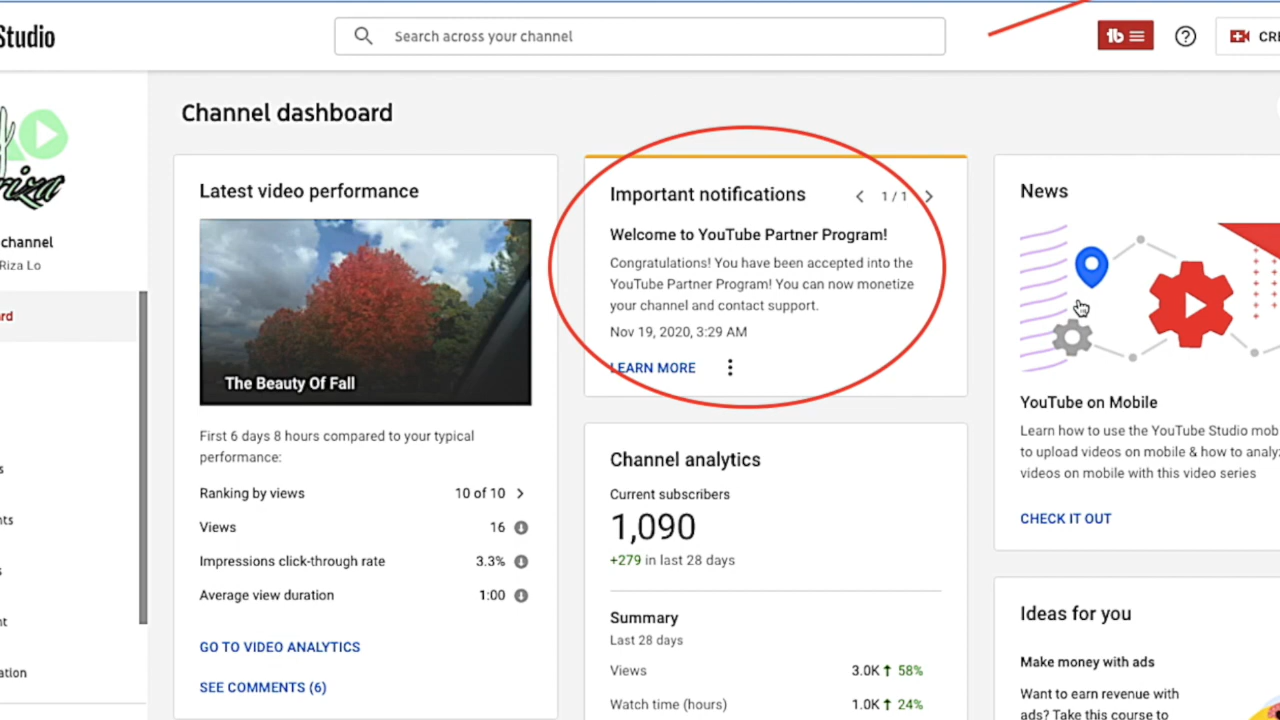 Studio
Search across your channel
CRE
Channel dashboard
riza
channel
Riza Lo
rd
s
nts
s
nt
ation
Latest video performance
The Beauty Of Fall
First 6 days 8 hours compared to your typical
performance:
Ranking by views 10 of 10
Views 16
Impressions click-through rate 3.3%
Average view duration 1:00
GO TO VIDEO ANALYTICS
SEE COMMENTS (6)
Important notifications 1 / 1
Welcome to YouTube Partner Program!
Congratulations! You have been accepted into the
YouTube Partner Program! You can now monetize
your channel and contact support.
Nov 19, 2020, 3:29 AM
LEARN MORE
Channel analytics
Current subscribers
1,090
+279 in last 28 days
Summary
Last 28 days
Views 3.0K 58%
Watch time (hours) 1.0K 24%
News
YouTube on Mobile
Learn how to use the YouTube Studio mob
to upload videos on mobile & how to analyz
videos on mobile with this video series
CHECK IT OUT
Ideas for you
Make money with ads
Want to earn revenue with
ads? Take this course to